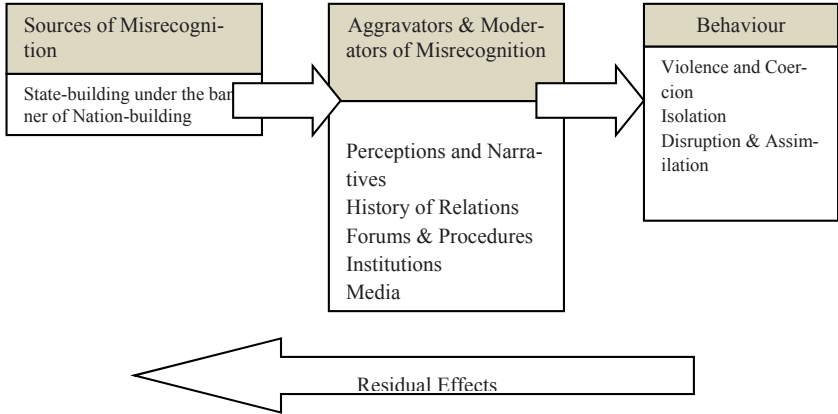 Sources of Misrecogni-
tion
State-building under the ban-
ner of Nation-building
Aggravators & Moder-
ators of Misrecognition
Perceptions and Narra-
tives
History of Relations
Forums & Procedures
Institutions
Media
Behaviour
Violence and Coer-
cion
Isolation
Disruption & Assim-
ilation
Residual Effects